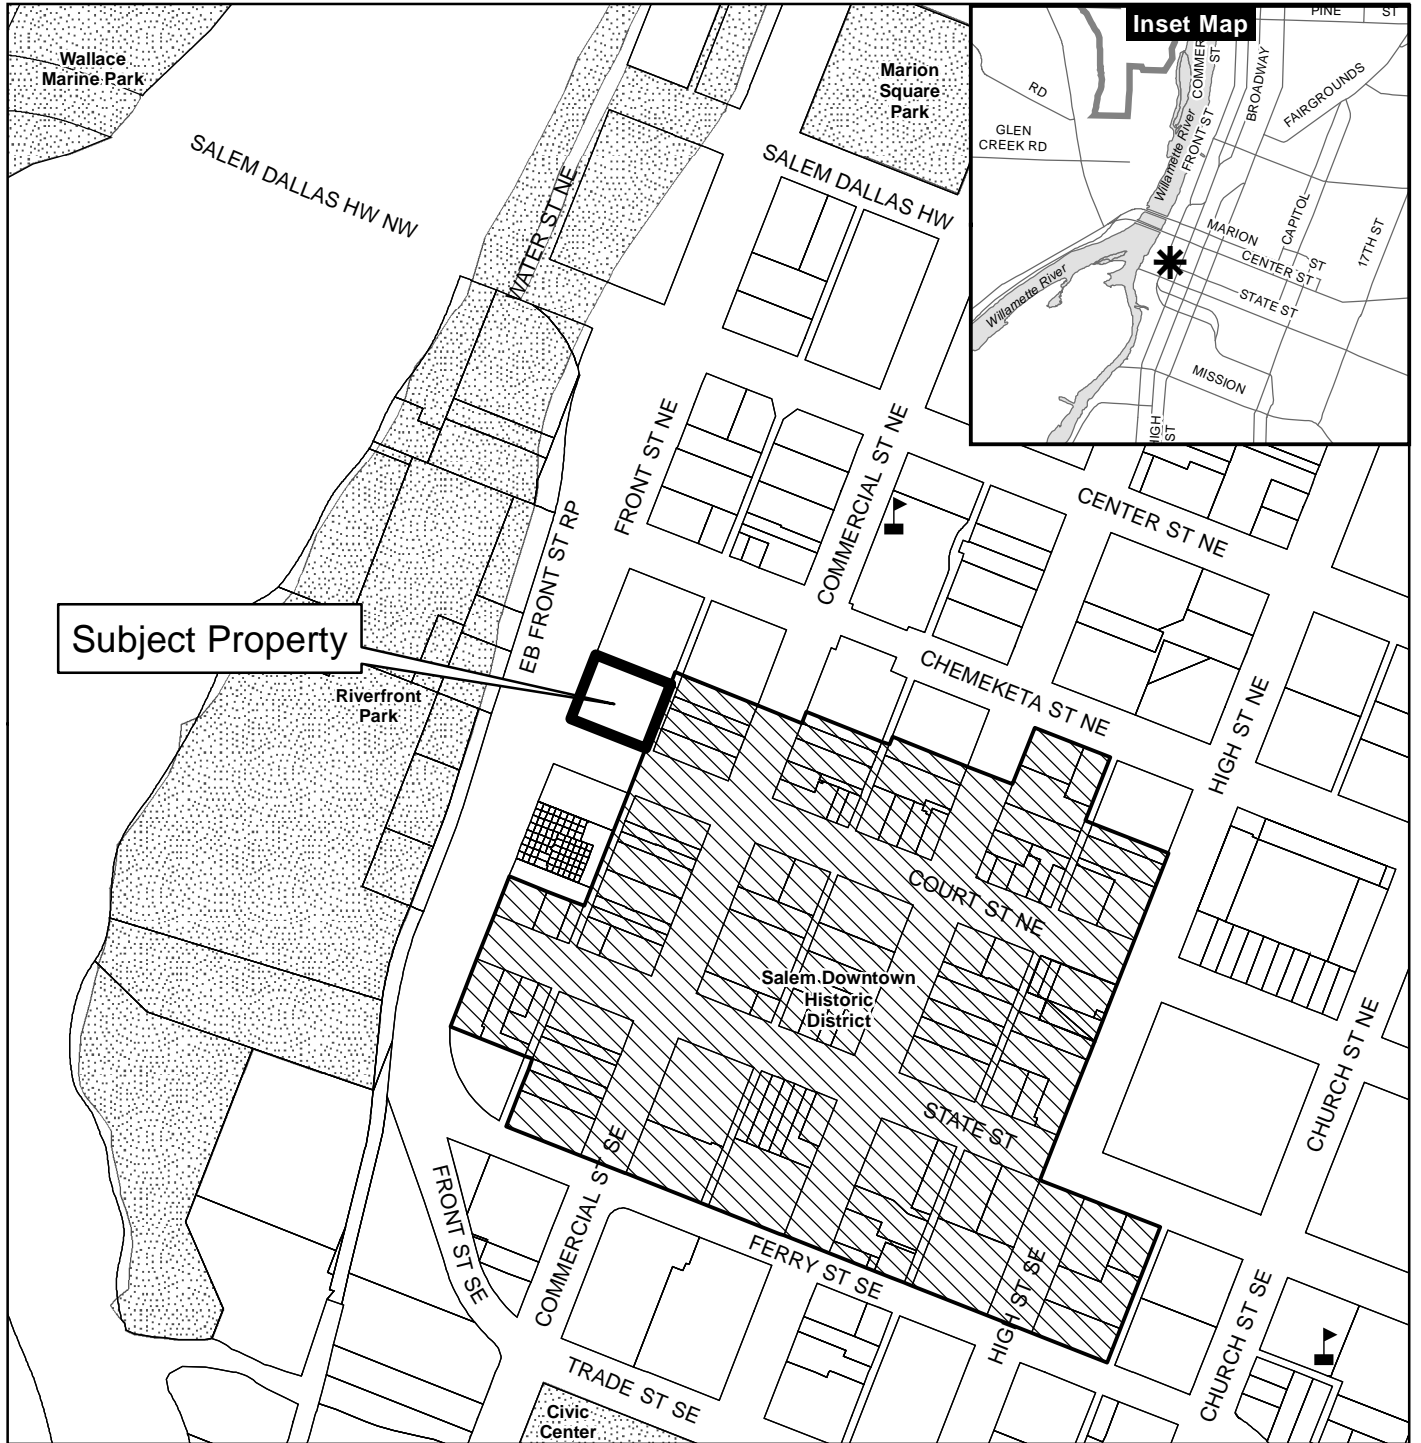 Wallace
Marine Park
SALEM DALLAS HW NW
WATER ST NE
Marion
Square
Park
SALEM DALLAS HW
Inset Map
PINE ST
RD
GLEN
CREEK RD
Willamette River
FRONT ST
COMMER
ST
BROADWAY
FAIRGROUNDS
MARION
ST
CENTER ST
CAPITOL
17TH ST
STATE ST
Willamette River
MISSION
ST
FRONT ST NE
COMMERCIAL ST NE
CENTER ST NE
EB FRONT ST RP
Subject Property
Riverfront
Park
CHEMEKETA ST NE
HIGH ST NE
COURT ST NE
Salem Downtown
Historic
District
STATE ST
CHURCH ST NE
FRONT ST SE
COMMERCIAL ST SE
FERRY ST SE
HIGH ST SE
CHURCH ST SE
TRADE ST SE
Civic
Center